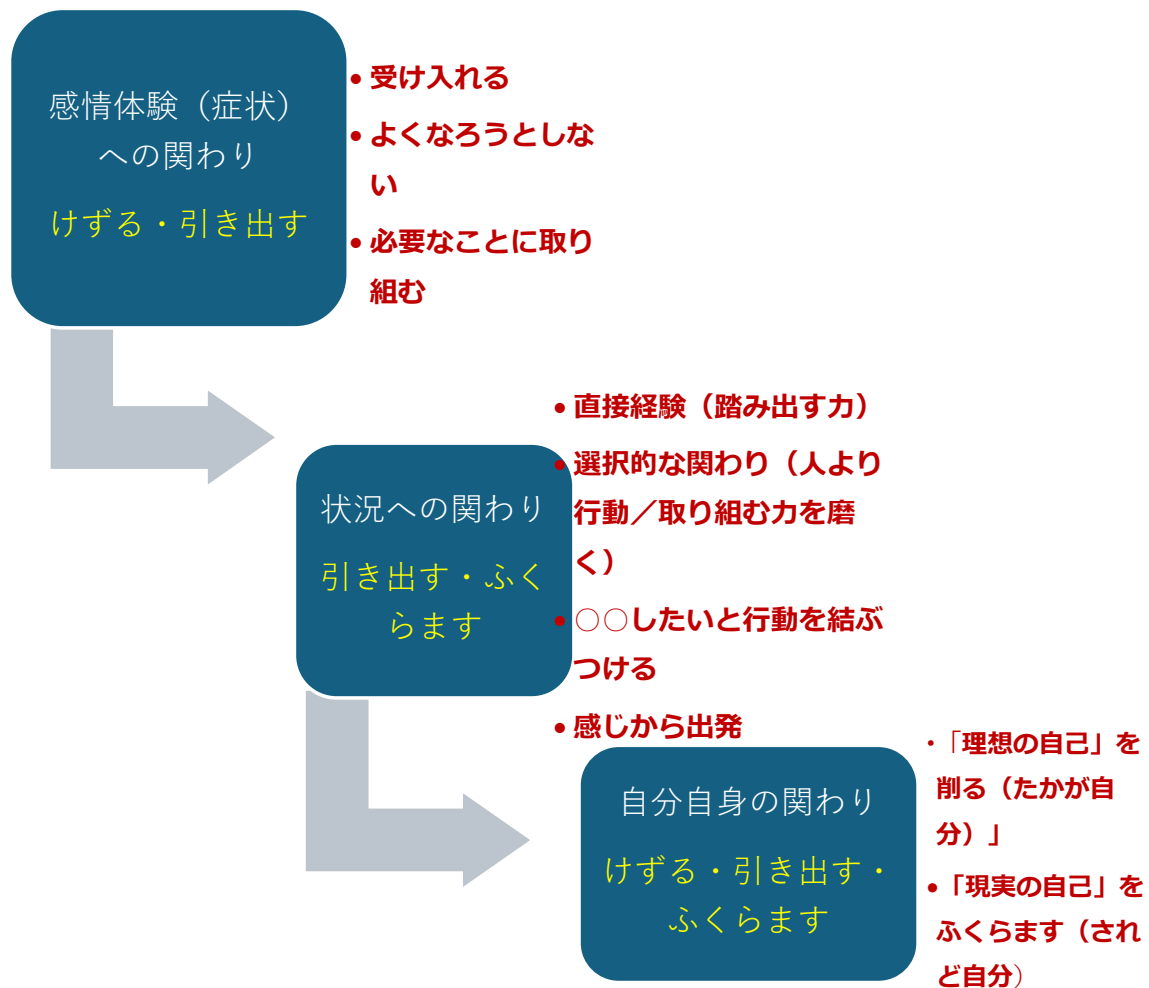 感情体験（症状）
への関わり
けずる・引き出す
• 受け入れる
• よくなろうとしな
い
• 必要なことに取り
組む
状況への関わり
引き出す・ふく
らます
• 直接経験（踏み出す力）
• 選択的な関わり（人より
行動／取り組む力を磨
く）
• ○○したいと行動を結ぶ
つける
• 感じから出発
自分自身の関わり
けずる・引き出す・
ふくらます
・「理想の自己」を
削る（たかが自
分）」
• 「現実の自己」を
ふくらます（され
ど自分）